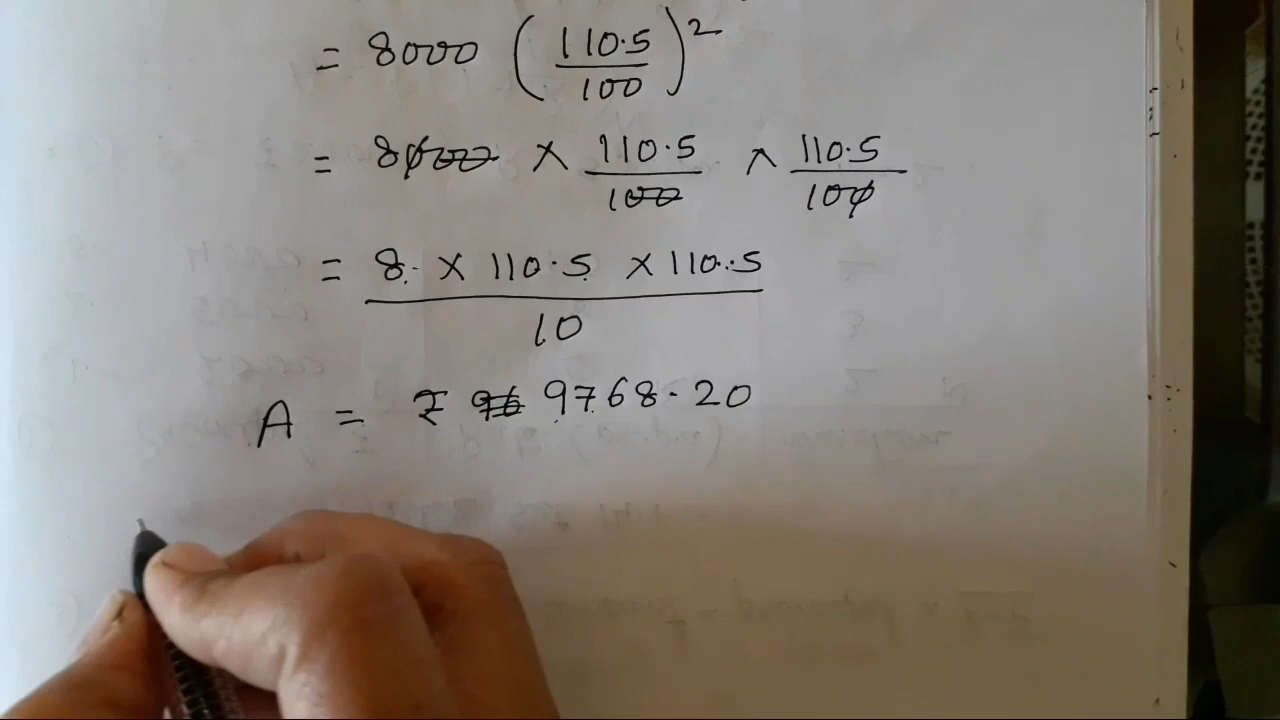 = 8000 (110.5/100)²
= 8000 × 110.5/100 × 110.5/100
= 8 × 110.5 × 110.5 / 10
A = ₹ 9768.20